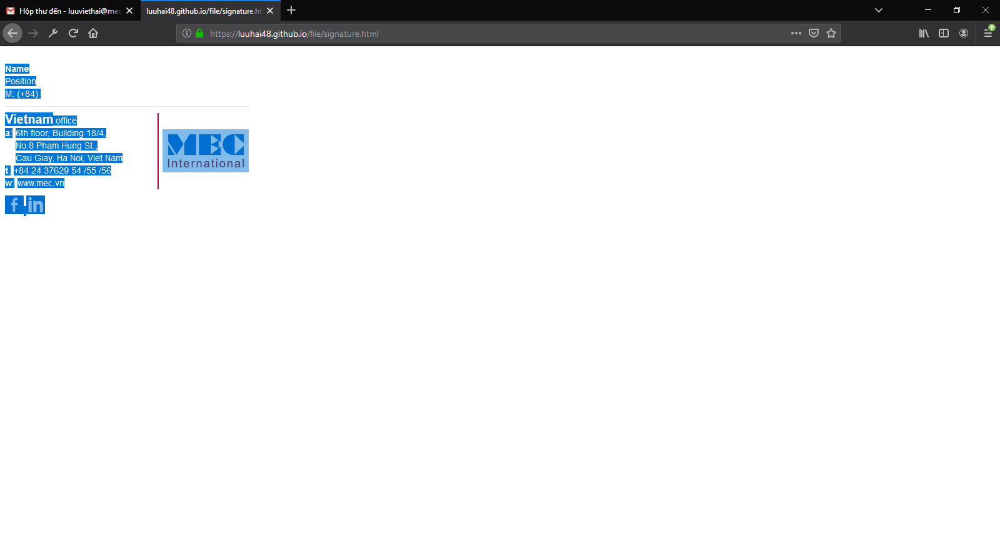 Hộp thư đến - luuviethai@mec
luuhai48.github.io/file/signature.ht
https://luuhai48.github.io/file/signature.html
Name
Position
M: (+84)
Vietnam office
a: 6th floor, Building 18/4,
No.8 Pham Hung St.,
Cau Giay, Ha Noi, Viet Nam
t: +84 24 37629 54 /55 /56
w: www.mec.vn
MEC
International
f in